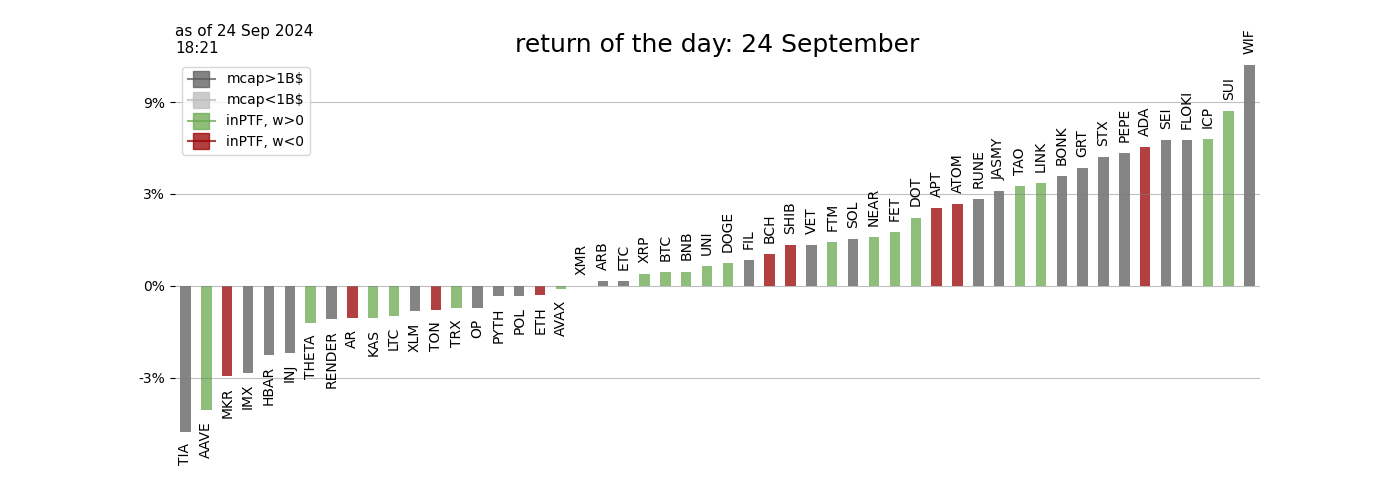 as of 24 Sep 2024
18:21
return of the day: 24 September
mcap>1B$
mcap<1B$
inPTF, w>0
inPTF, w<0
9%
3%
0%
-3%
TIA
AAVE
MKR
IMX
HBAR
INJ
THETA
RENDER
AR
KAS
LTC
XLM
TON
TRX
OP
PYTH
POL
ETH
AVAX
XMR
ARB
ETC
XRP
BTC
BNB
UNI
DOGE
FIL
BCH
SHIB
VET
FTM
SOL
NEAR
FET
DOT
APT
ATOM
RUNE
JASMY
TAO
LINK
BONK
GRT
STX
PEPE
ADA
SEI
FLOKI
ICP
SUI
WIF